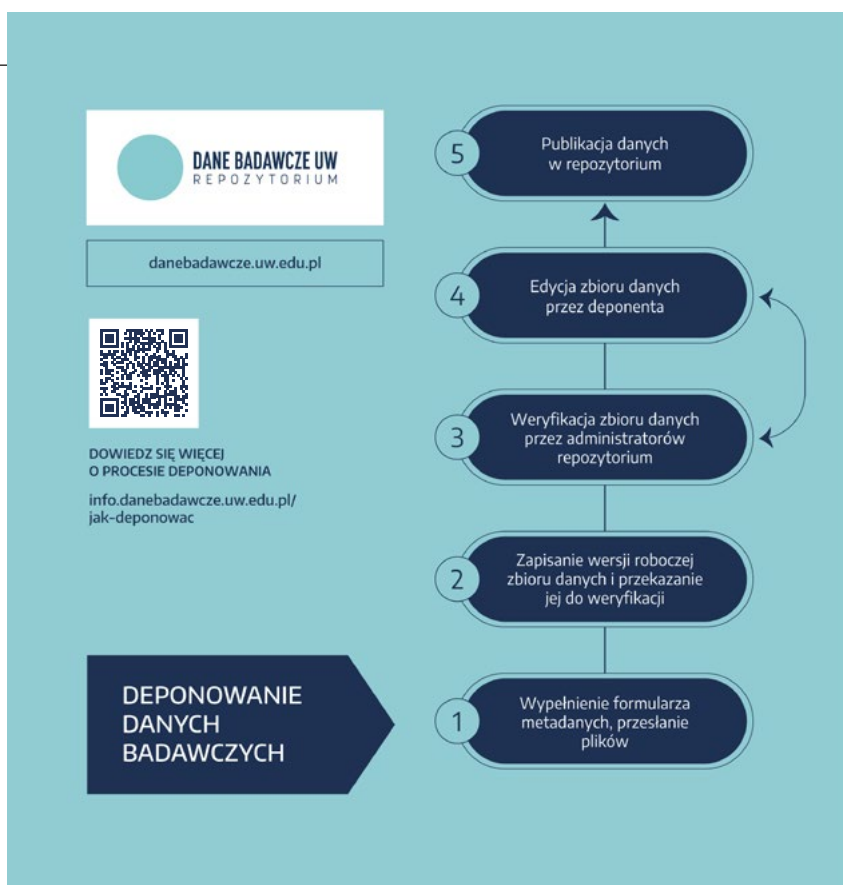 DANE BADAWCZE UW
REPOZYTORIUM
danebadawcze.uw.edu.pl
DOWIEDZ SIĘ WIĘCEJ
O PROCESIE DEPONOWANIA
info.danebadawcze.uw.edu.pl/
jak-deponowac
DEPONOWANIE
DANYCH
BADAWCZYCH
5
Publikacja danych
w repozytorium
4
Edycja zbioru danych
przez deponenta
3
Weryfikacja zbioru danych
przez administratorów
repozytorium
2
Zapisanie wersji roboczej
zbioru danych i przekazanie
jej do weryfikacji
1
Wypełnienie formularza
metadanych, przesłanie
plików